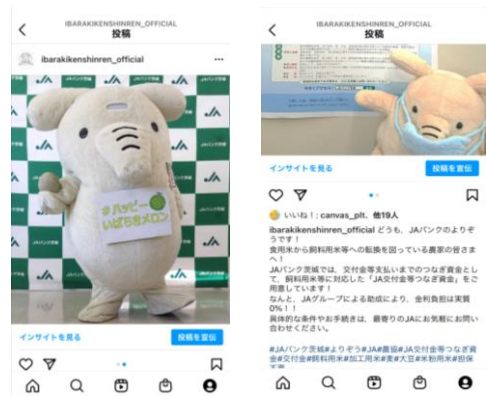 IBARAKIKENSHINREN_OFFICIAL
投稿
ibarakikenshinren_official
JAバンク茨城
JA
#ハッピー
いばらきメロン
インサイトを見る
投稿を宣伝
IBARAKIKENSHINREN_OFFICIAL
投稿
インサイトを見る
投稿を宣伝
いいね！: canvas_plt、他19人
ibarakikenshinren_official どうも、JAバンクのよりぞ
うです！
食用米から飼料用米等への転換を図っている農家の皆さま
へ！
JAバンク茨城では、交付金等支払いまでのつなぎ資金とし
て、飼料用米等に対応した「JA交付金等つなぎ資金」をご
用意しています！
なんと、JAグループによる助成により、金利負担は実質
0%！！
具体的な条件やお手続きは、最寄りのJAにお気軽にお問い
合わせください。
#JAバンク茨城#よりぞう#JA#農協#JA交付金等つなぎ資
金#交付金#飼料用米#加工用米#麦#大豆#米粉用米#担保